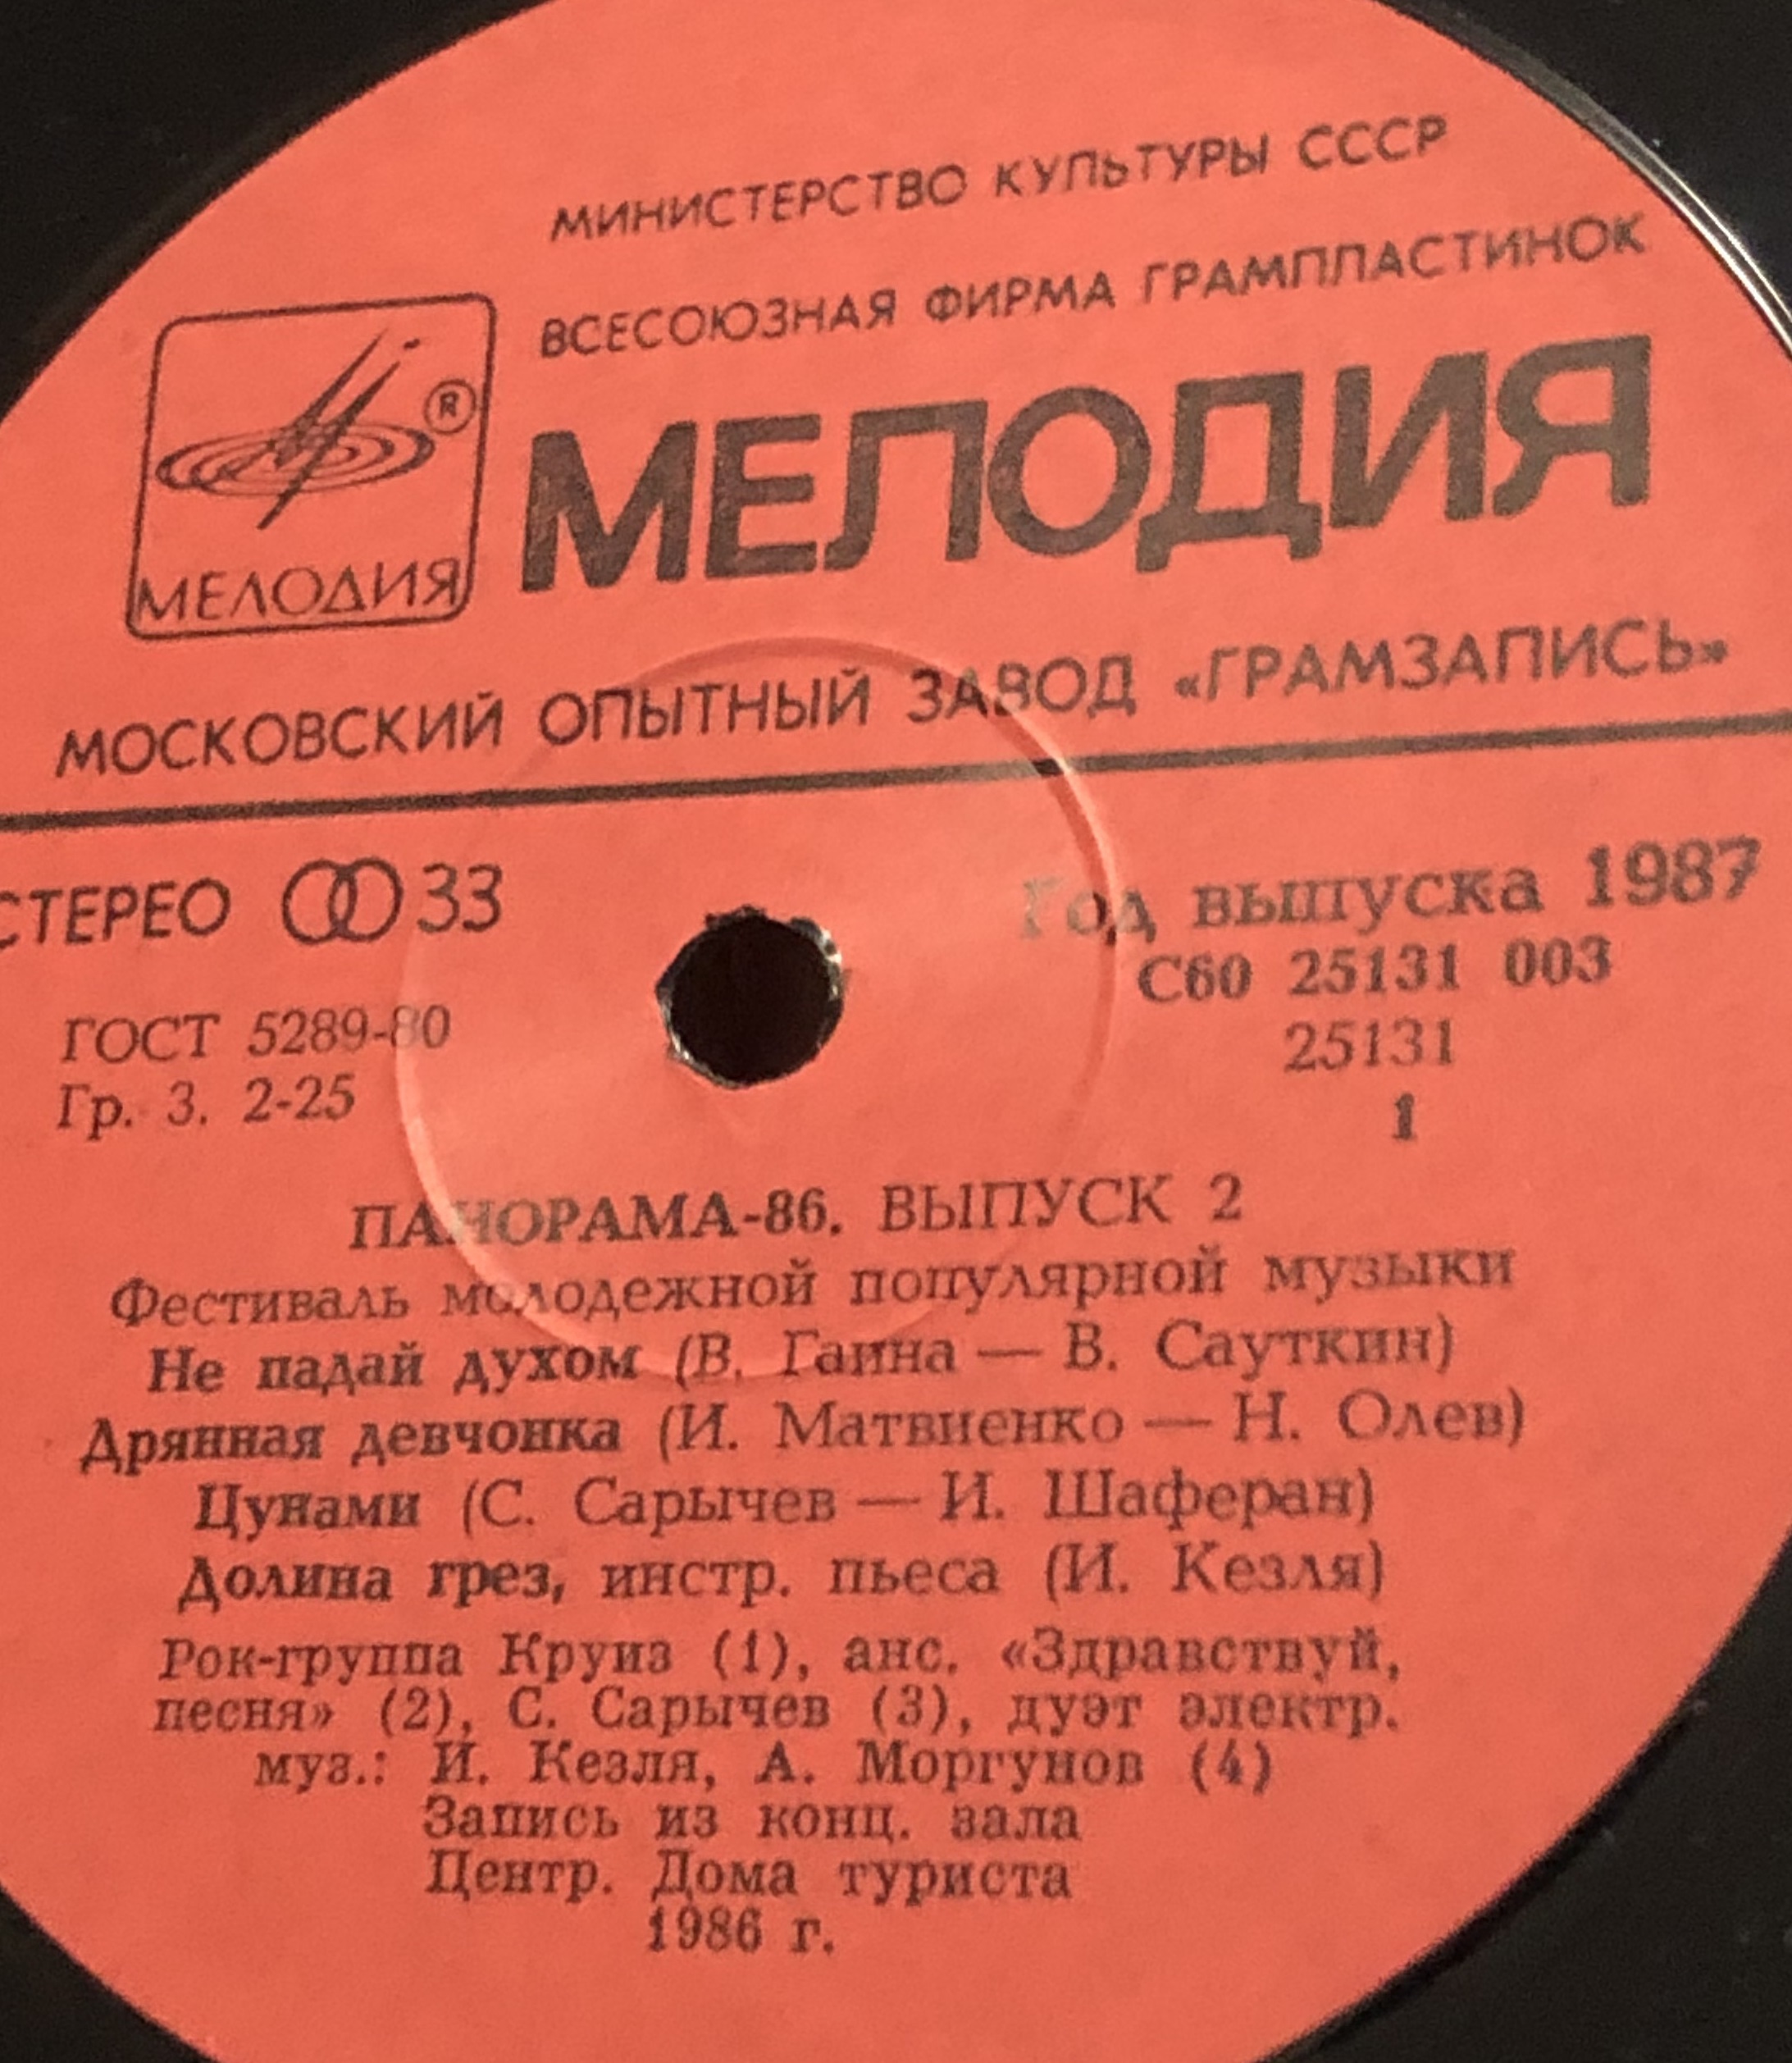 МИНИСТЕРСТВО КУЛЬТУРЫ СССР
ВСЕСОЮЗНАЯ ФИРМА ГРАМПЛАСТИНОК
МЕЛОДИЯ
®
МЕЛОДИЯ
МОСКОВСКИЙ ОПЫТНЫЙ ЗАВОД «ГРАМЗАПИСЬ»
СТЕРЕО 33
Год выпуска 1987
С60 25131 003
ГОСТ 5289-80
25131
Гр. 3. 2-25
1
ПАНОРАМА-86. ВЫПУСК 2
Фестиваль молодежной популярной музыки
Не падай духом (В. Гаина — В. Сауткин)
Дрянная девчонка (И. Матвиенко — Н. Олев)
Цунами (С. Сарычев — И. Шаферан)
Долина грез, инстр. пьеса (И. Кезля)
Рок-группа Круиз (1), анс. «Здравствуй,
песня» (2), С. Сарычев (3), дуэт электр.
муз.: И. Кезля, А. Моргунов (4)
Запись из конц. зала
Центр. Дома туриста
1986 г.